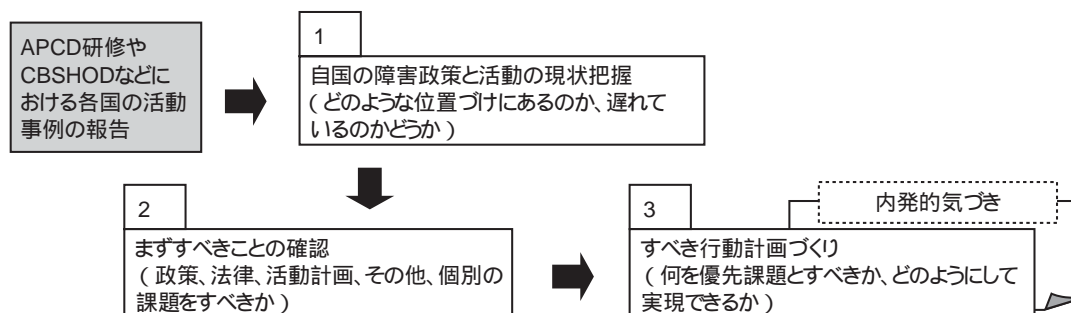 APCD研修や
CBSHODなどに
おける各国の活動
事例の報告
1
自国の障害政策と活動の現状把握
(どのような位置づけにあるのか、遅れて
いるのかどうか)
2
まずすべきことの確認
(政策、法律、活動計画、その他、個別の
課題をすべきか)
3
内発的気づき
すべき行動計画づくり
(何を優先課題とすべきか、どのようにして
実現できるか)